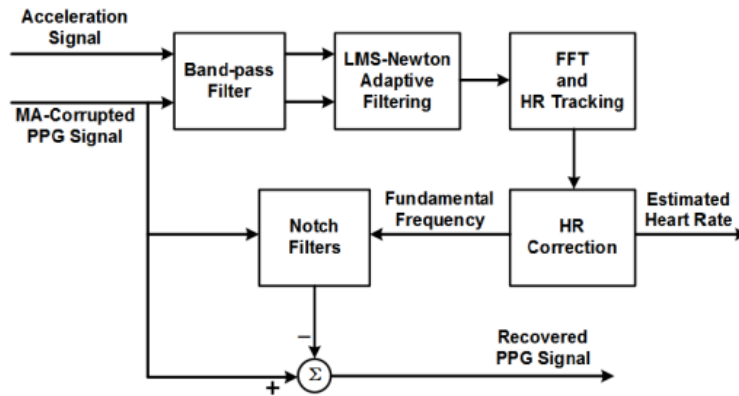 Acceleration
Signal
MA-Corrupted
PPG Signal
Band-pass
Filter
LMS-Newton
Adaptive
Filtering
FFT
and
HR Tracking
Notch
Filters
Fundamental
Frequency
HR
Correction
Estimated
Heart Rate
−
+
Σ
Recovered
PPG Signal